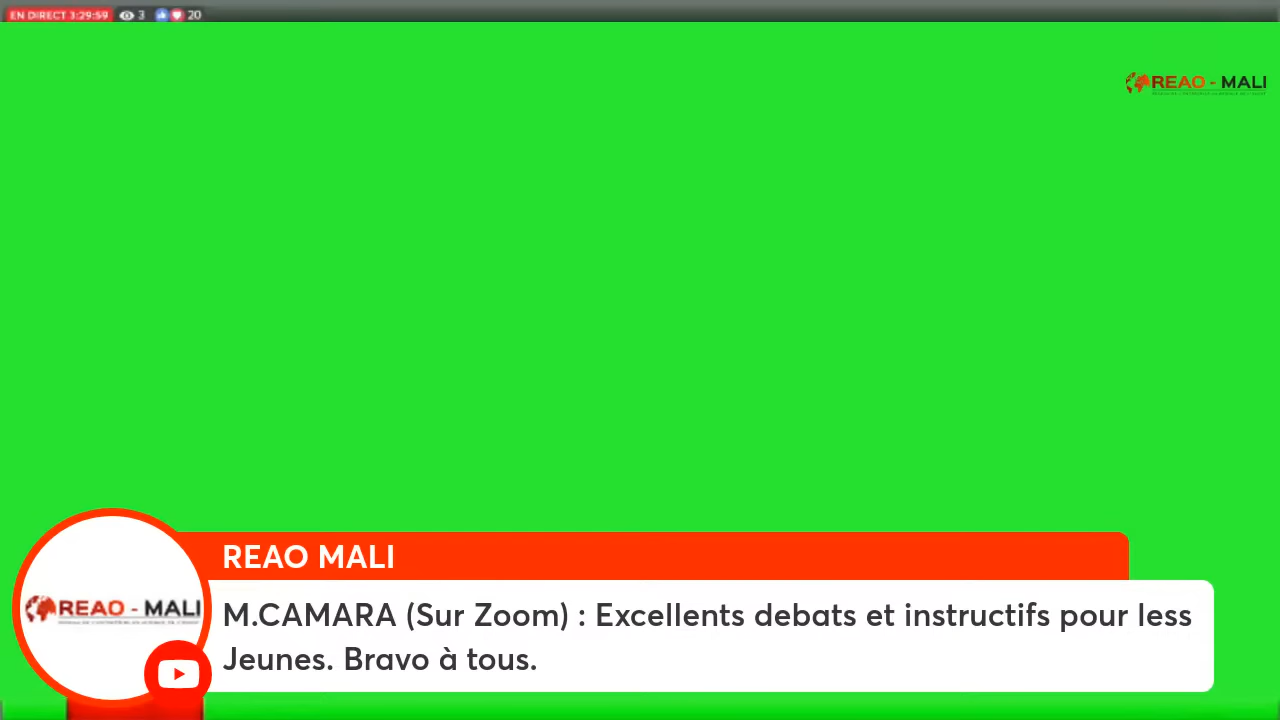 EN DIRECT 3:29:59 3 20
REAO - MALI
REAO MALI
REAO - MALI
M.CAMARA (Sur Zoom) : Excellents debats et instructifs pour less
Jeunes. Bravo à tous.